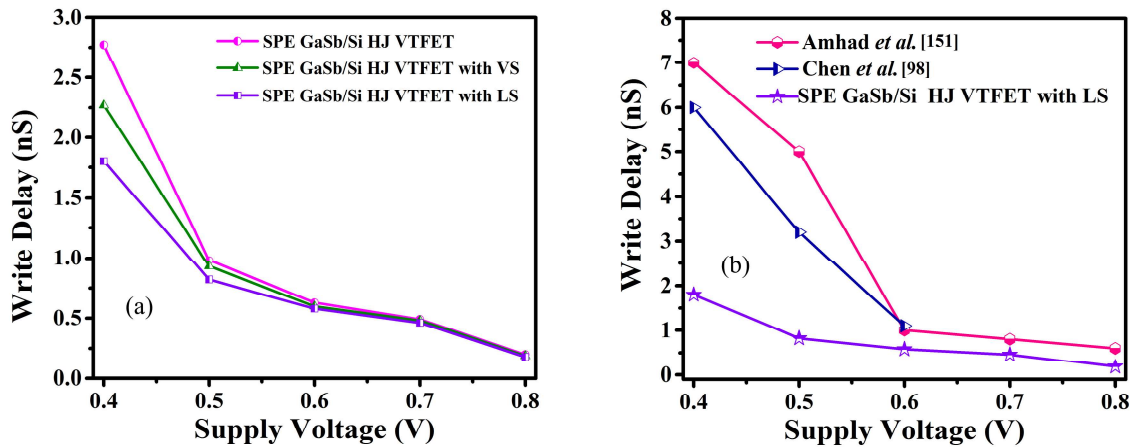 3.0
2.5
2.0
1.5
1.0
0.5
0.0
Write Delay (nS)
SPE GaSb/Si HJ VTFET
SPE GaSb/Si HJ VTFET with VS
SPE GaSb/Si HJ VTFET with LS
(a)
0.4 0.5 0.6 0.7 0.8
Supply Voltage (V)
8
7
6
5
4
3
2
1
0
Write Delay (nS)
Amhad et al. [151]
Chen et al. [98]
SPE GaSb/Si HJ VTFET with LS
(b)
0.4 0.5 0.6 0.7 0.8
Supply Voltage (V)